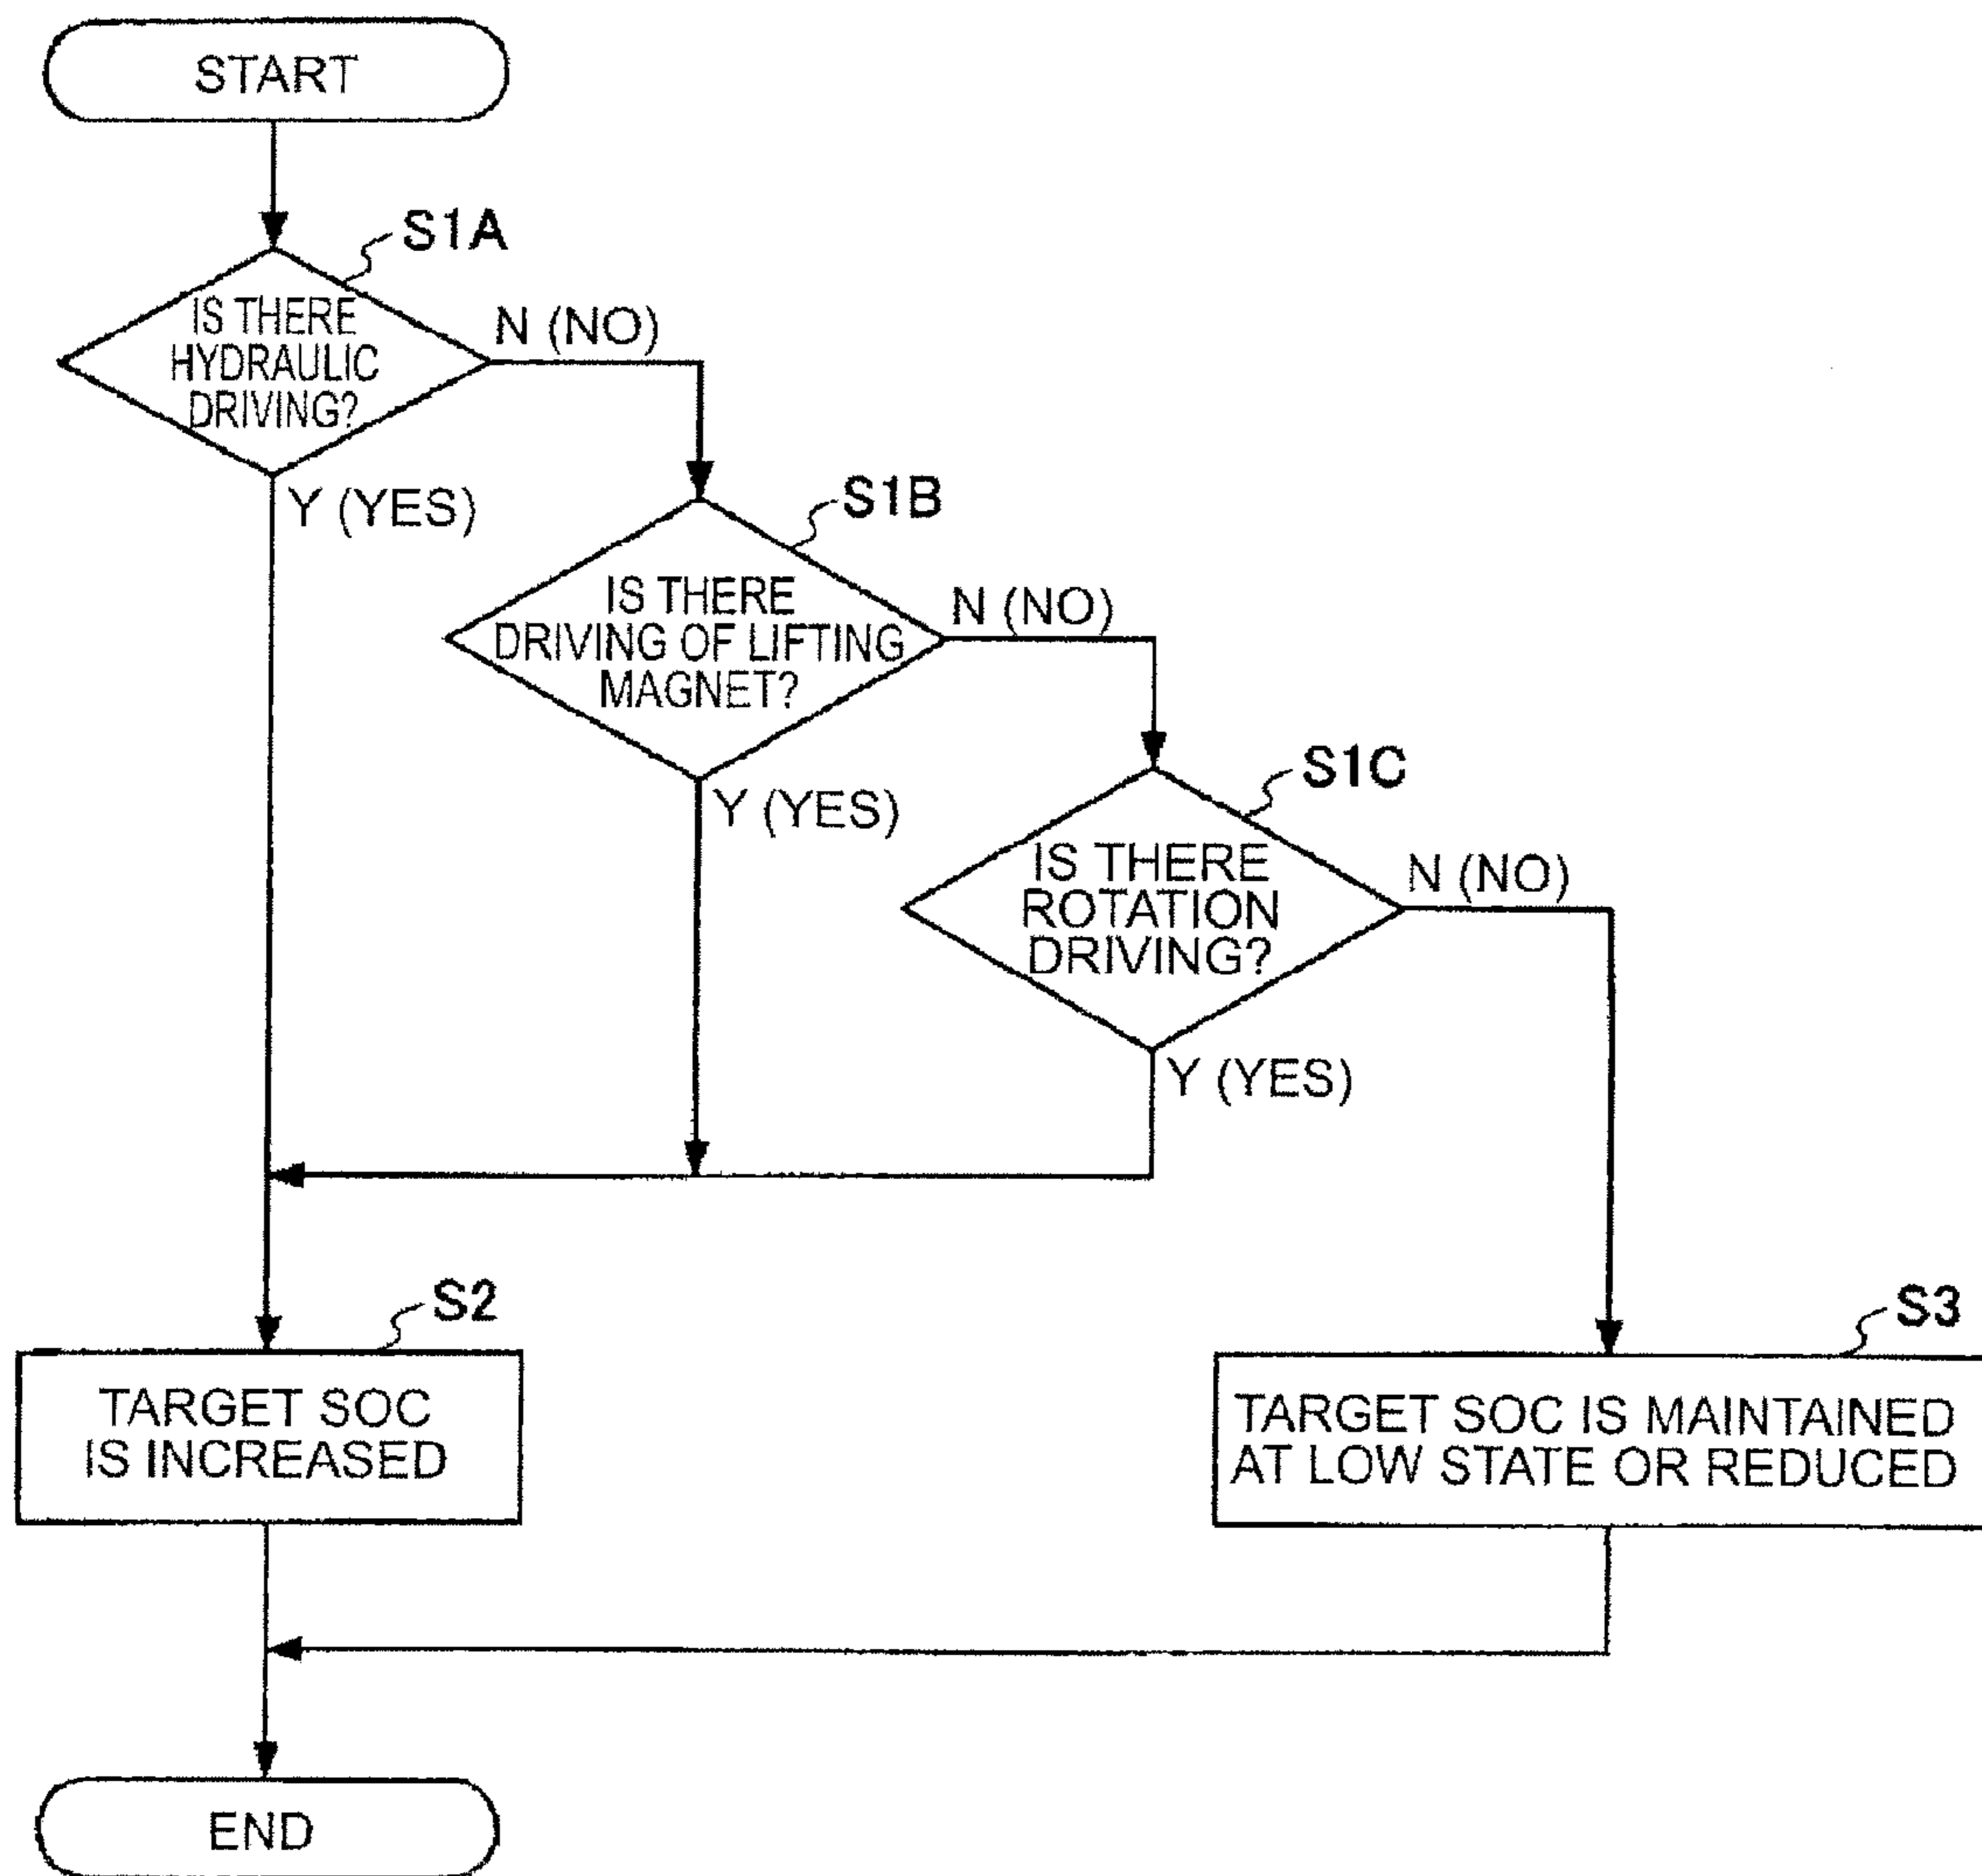 START
S1A
IS THERE
HYDRAULIC
DRIVING?
N (NO)
Y (YES)
S1B
IS THERE
DRIVING OF LIFTING
MAGNET?
N (NO)
Y (YES)
S1C
IS THERE
ROTATION
DRIVING?
N (NO)
Y (YES)
S2
TARGET SOC
IS INCREASED
S3
TARGET SOC IS MAINTAINED
AT LOW STATE OR REDUCED
END